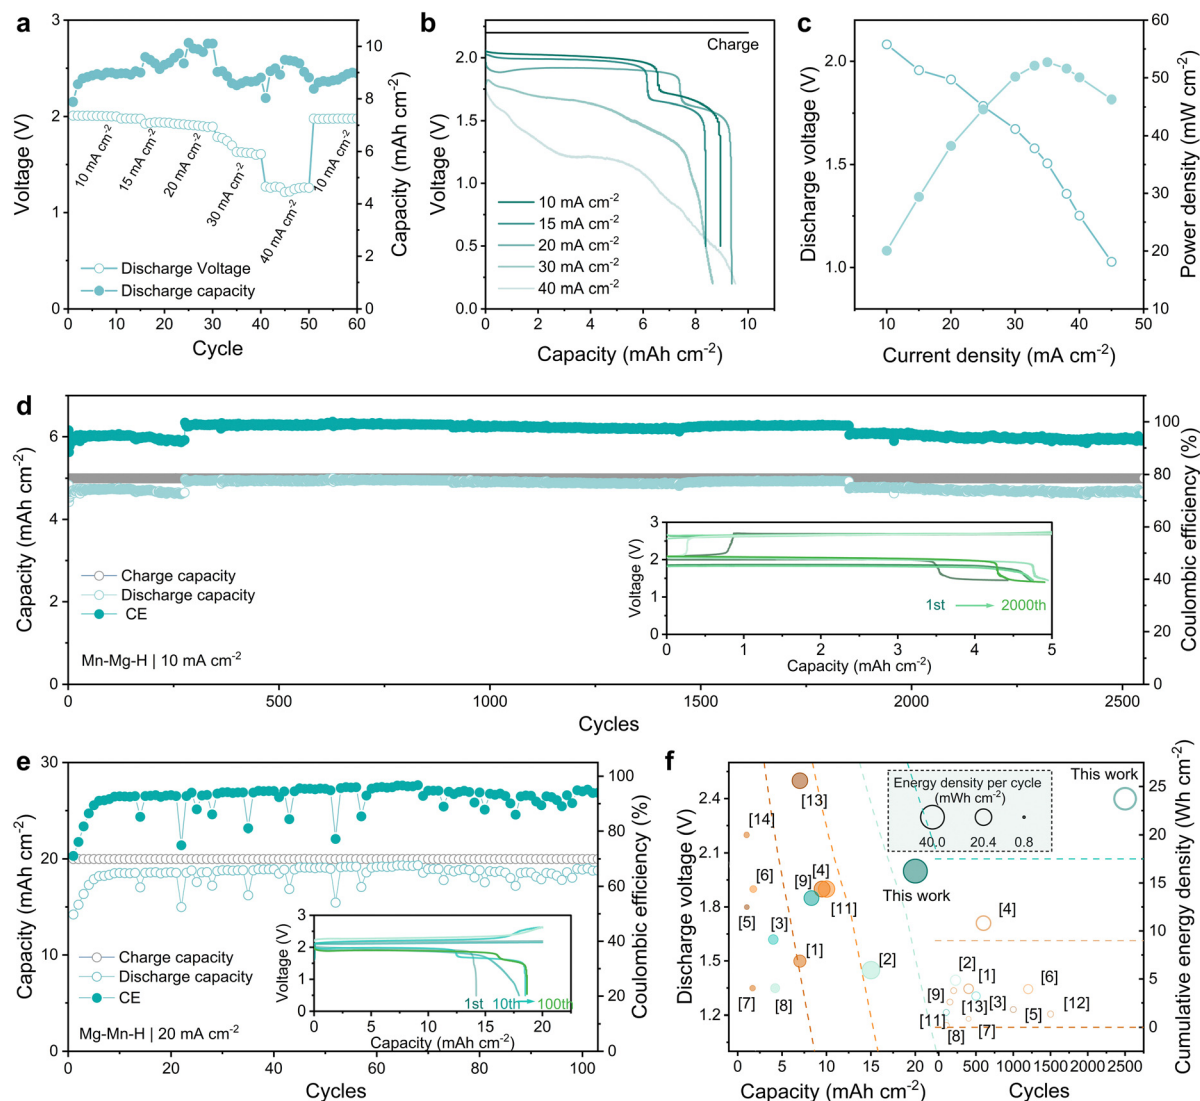 a
3
2
1
0
Voltage (V)
10
8
6
4
2
0
Capacity (mAh cm-2)
10 mA cm-2
15 mA cm-2
20 mA cm-2
30 mA cm-2
40 mA cm-2
10 mA cm-2
Discharge Voltage
Discharge capacity
0 10 20 30 40 50 60
Cycle
b
2.0
1.5
1.0
0.5
0.0
Voltage (V)
Charge
10 mA cm-2
15 mA cm-2
20 mA cm-2
30 mA cm-2
40 mA cm-2
0 2 4 6 8 10
Capacity (mAh cm-2)
c
2.0
1.5
1.0
Discharge voltage (V)
60
50
40
30
20
10
Power density (mW cm-2)
10 20 30 40 50
Current density (mA cm-2)
d
6
4
2
0
Capacity (mAh cm-2)
100
80
60
40
20
0
Coulombic efficiency (%)
Charge capacity
Discharge capacity
CE
Mn-Mg-H | 10 mA cm-2
3
2
1
0
Voltage (V)
1st
2000th
0 1 2 3 4 5
Capacity (mAh cm-2)
0 500 1000 1500 2000 2500
Cycles
e
30
20
10
0
Capacity (mAh cm-2)
100
80
60
40
20
0
Coulombic efficiency (%)
Charge capacity
Discharge capacity
CE
Mg-Mn-H | 20 mA cm-2
3
2
1
0
Voltage (V)
1st 10th 100th
0 5 10 15 20
Capacity (mAh cm-2)
0 20 40 60 80 100
Cycles
f
2.4
2.1
1.8
1.5
1.2
Discharge voltage (V)
25
20
15
10
5
0
Cumulative energy density (Wh cm-2)
This work
Energy density per cycle
(mWh cm-2)
40.0 20.4 0.8
[13]
[14]
[6]
[9]
[4]
[11]
This work
[5]
[3]
[4]
[1]
[2]
[2]
[1]
[6]
[7]
[8]
[9]
[13]
[3]
[5]
[12]
[11]
[8]
[7]
0 5 10 15 20
Capacity (mAh cm-2)
0 500 1000 1500 2000 2500
Cycles